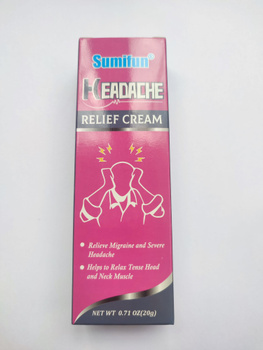 Sumifun®
HEADACHE
RELIEF CREAM
• Relieve Migraine and Severe
Headache
• Helps to Relax Tense Head
and Neck Muscle
NET WT 0.71 OZ(20g)